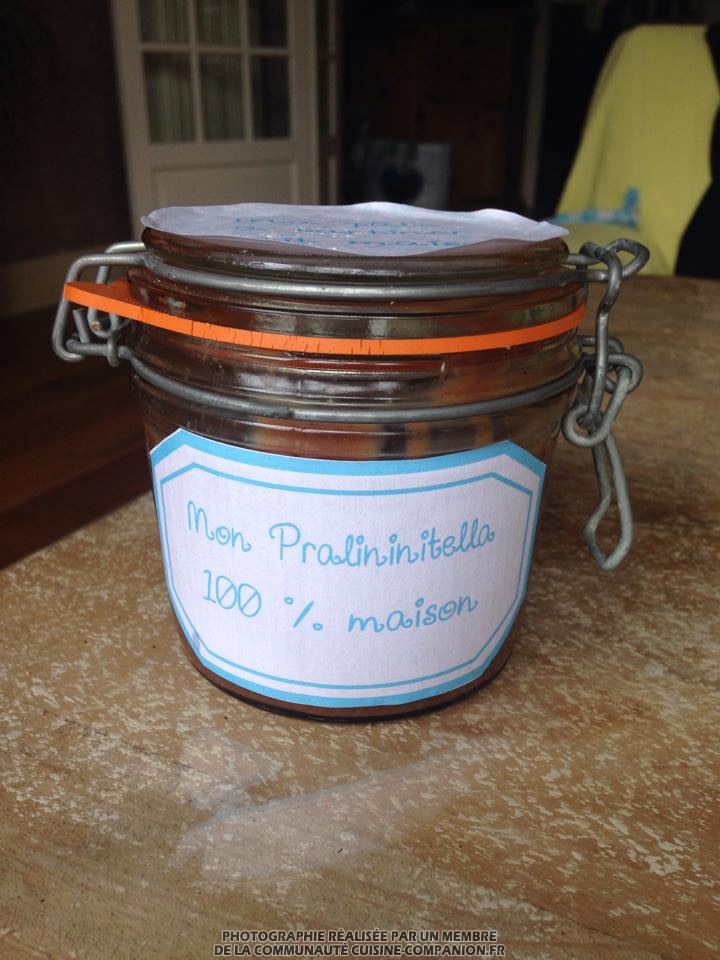 Mon Pralininitella
100 % maison
PHOTOGRAPHIE RÉALISÉE PAR UN MEMBRE
DE LA COMMUNAUTÉ CUISINE-COMPANION.FR